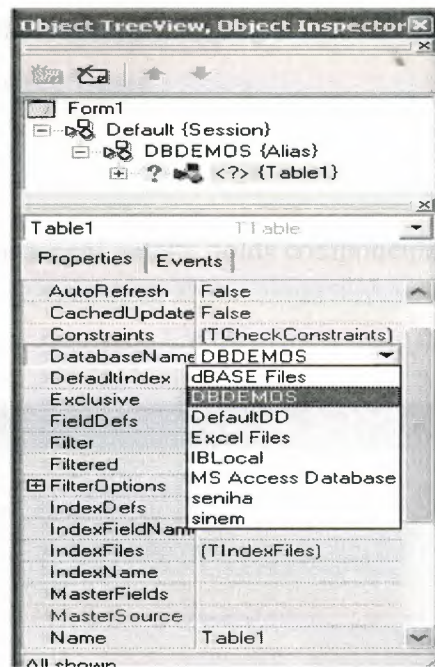 Object TreeView, Object Inspector
Form1
Default {Session}
DBDEMOS {Alias}
? <?> {Table1}
Table1 TTable
Properties Events
AutoRefresh False
CachedUpdate False
Constraints (TCheckConstraints)
DatabaseName DBDEMOS
DefaultIndex dBASE Files
Exclusive DBDEMOS
FieldDefs DefaultDD
Filter Excel Files
Filtered IBLocal
FilterOptions MS Access Database
IndexDefs seniha
IndexFieldNam sinem
IndexFiles (TIndexFiles)
IndexName
MasterFields
MasterSource
Name Table1
All shown